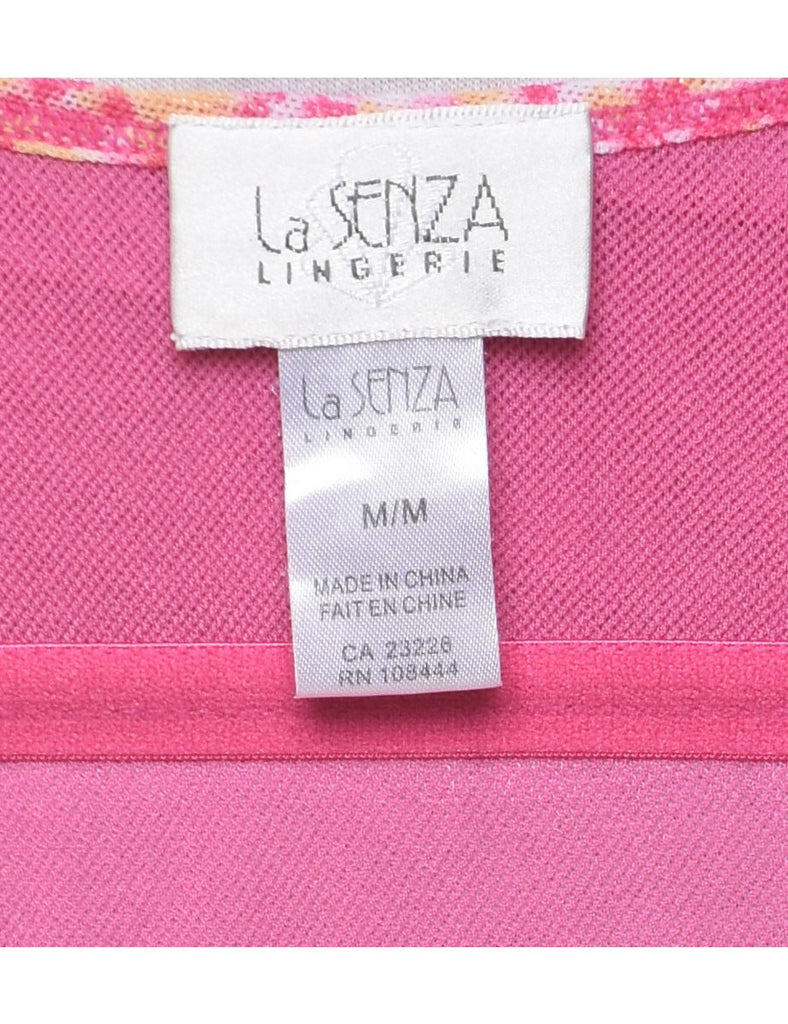 La SENZA
LINGERIE
La SENZA
LINGERIE
M/M
MADE IN CHINA
FAIT EN CHINE
CA 23226
RN 108444